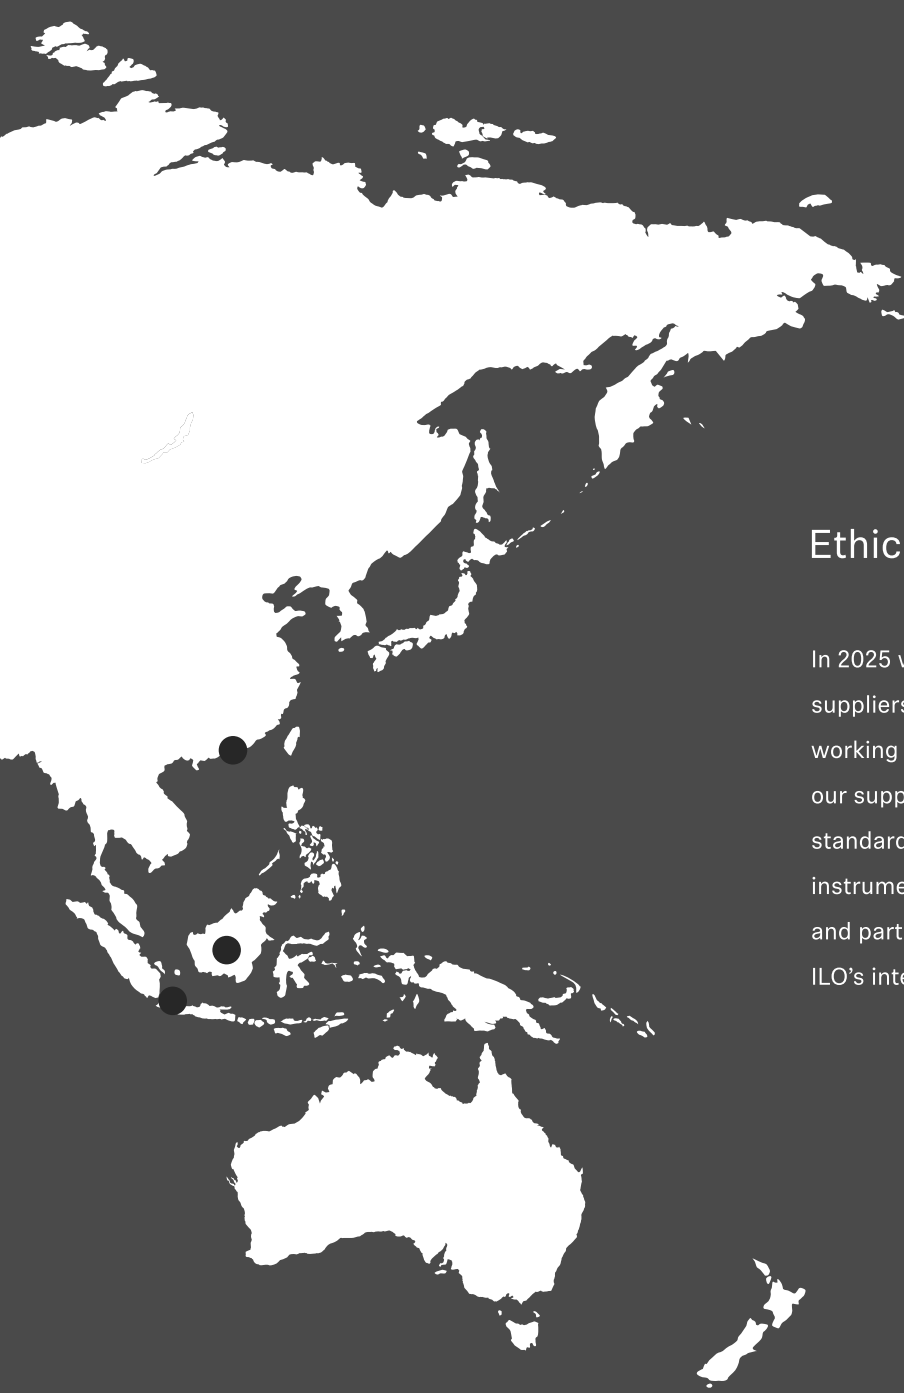 Ethic
In 2025 w
suppliers
working
our supp
standard
instrume
and part
ILO’s inte